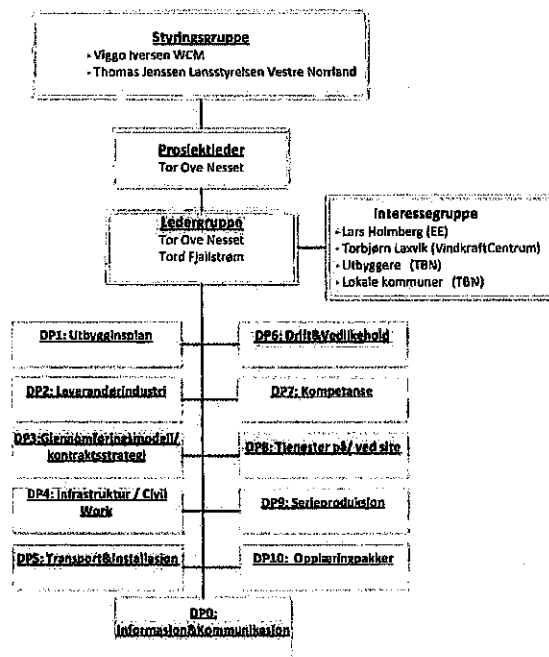 Styringsgruppe
Viggo Iversen WCM
Thomas Jenssen Lansstyrelsen Vestre Norrland
Prosjektleder
Tor Ove Nesset
Ledergruppe
Tor Ove Nesset
Tord Fjallstrøm
Interessegruppe
Lars Holmberg (EE)
Torbjørn Laxvik (VindkraftCentrum)
Utbyggere (TBN)
Lokale kommuner (TBN)
DP1: Utbygginsplan
DP6: Drift&Vedlikehold
DP2: Leverandørindustri
DP7: Kompetanse
DP3:Gjennomføringsmodell/
kontraktsstrategi
DP8: Tjenester på/ ved site
DP4: Infrastruktur / Civil
Work
DP9: Serieproduksjon
DP5: Transport&Installasjon
DP10: Opplæringpakker
DP0:
Informasjon&Kommunikasjon